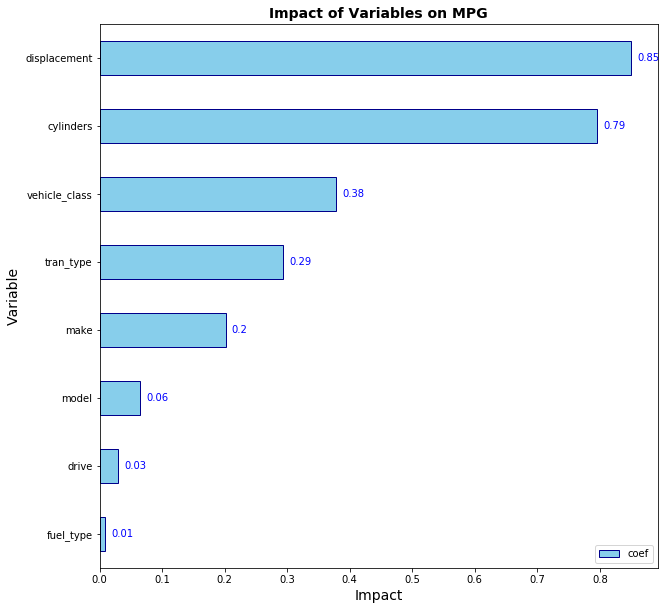 Impact of Variables on MPG
displacement
0.85
cylinders
0.79
vehicle_class
0.38
tran_type
0.29
make
0.2
model
0.06
drive
0.03
fuel_type
0.01
Variable
coef
0.0 0.1 0.2 0.3 0.4 0.5 0.6 0.7 0.8
Impact